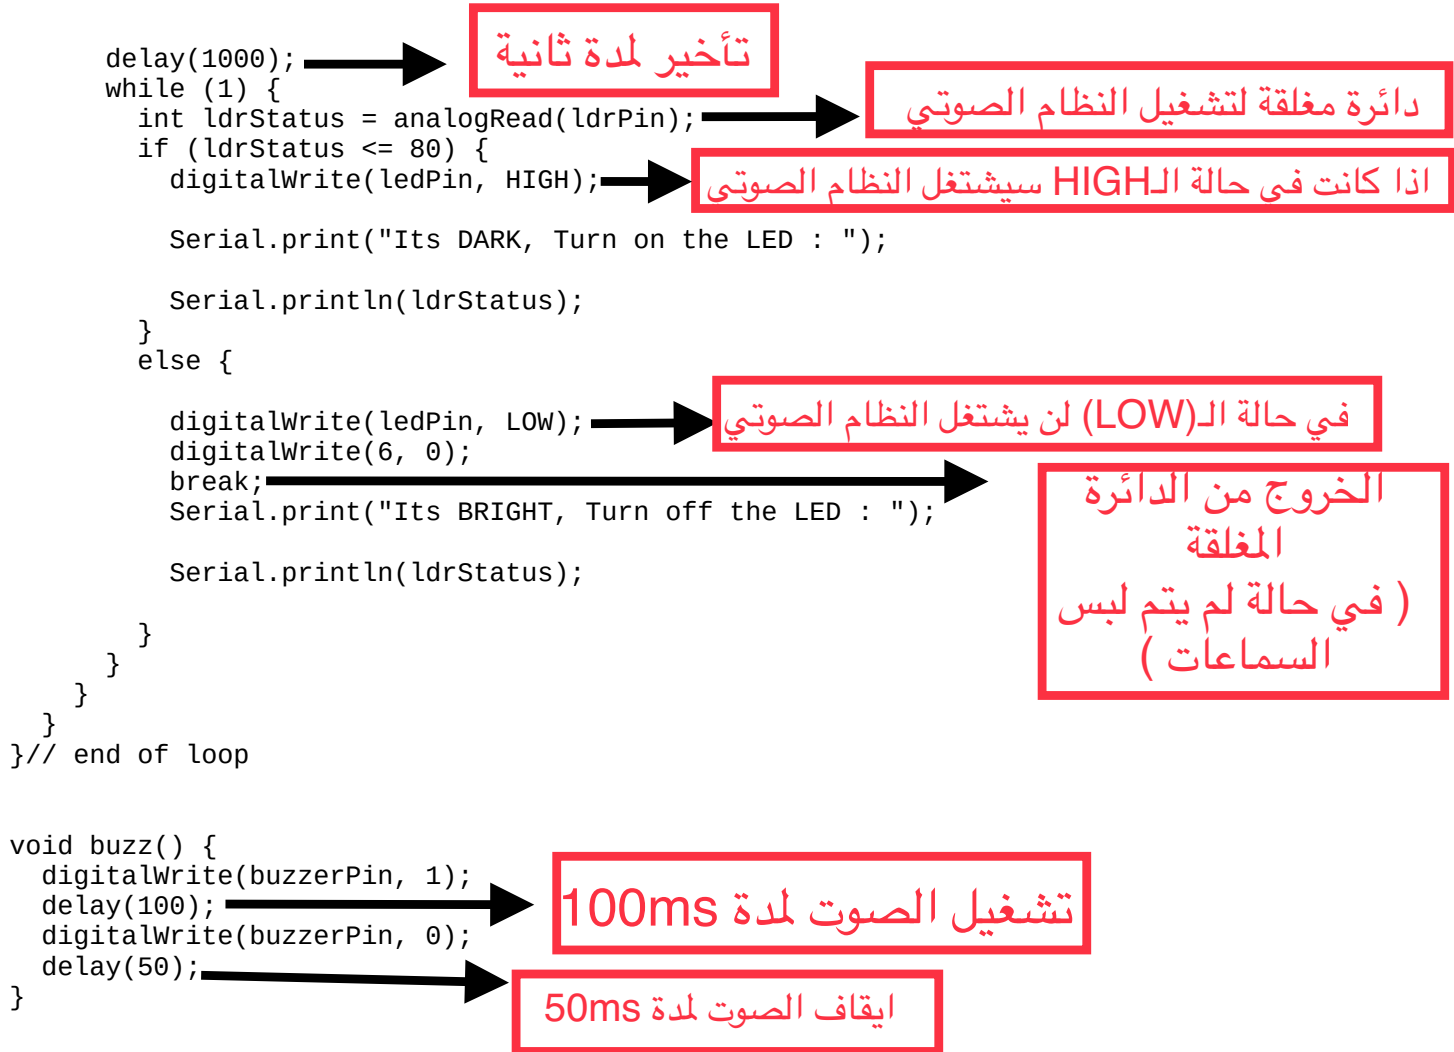 delay(1000);
تأخير لمدة ثانية
while (1) {
int ldrStatus = analogRead(ldrPin);
دائرة مغلقة لتشغيل النظام الصوتي
if (ldrStatus <= 80) {
digitalWrite(ledPin, HIGH);
اذا كانت في حالة الـHIGH سيشتغل النظام الصوتي
Serial.print("Its DARK, Turn on the LED : ");
Serial.println(ldrStatus);
}
else {
digitalWrite(ledPin, LOW);
في حالة الـ(LOW) لن يشتغل النظام الصوتي
digitalWrite(6, 0);
break;
الخروج من الدائرة
المغلقة
( في حالة لم يتم لبس
السماعات )
Serial.print("Its BRIGHT, Turn off the LED : ");
Serial.println(ldrStatus);
}
}
}
}
}// end of loop
void buzz() {
digitalWrite(buzzerPin, 1);
delay(100);
تشغيل الصوت لمدة 100ms
digitalWrite(buzzerPin, 0);
delay(50);
ايقاف الصوت لمدة 50ms
}